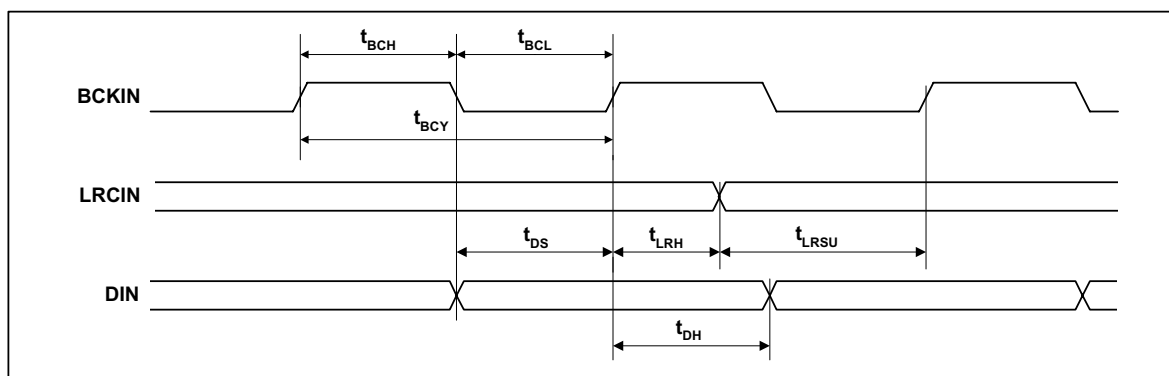 tBCH tBCL
BCKIN
tBCY
LRCIN
tDS tLRH tLRSU
DIN
tDH